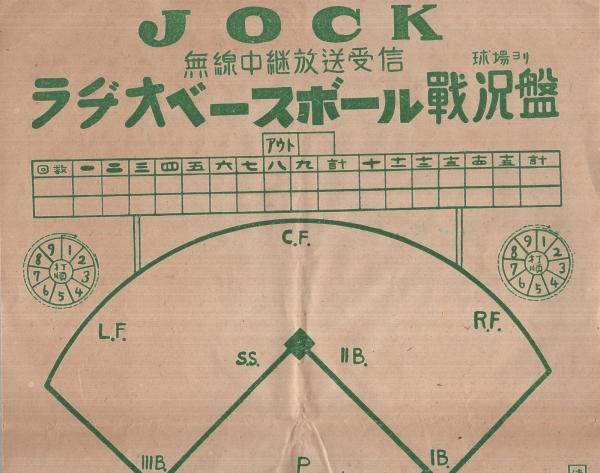 JOCK
無線中継放送受信
球場ヨリ
ラヂオベースボール戰況盤
アウト
回数 一 二 三 四 五 六 七 八 九 計 十 十一 十二 十三 十四 十五 計
C.F.
9 1 2 3 4 5 6 7 8
打順
9 1 2 3 4 5 6 7 8
打順
L.F.
R.F.
S.S.
II B.
III B.
P
I B.